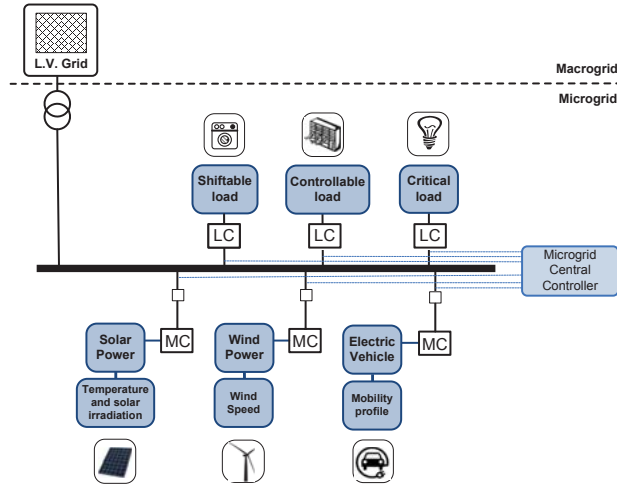 L.V. Grid
Macrogrid
Microgrid
Shiftable
load
Controllable
load
Critical
load
LC
LC
LC
Microgrid
Central
Controller
Solar
Power
MC
Wind
Power
MC
Electric
Vehicle
MC
Temperature
and solar
irradiation
Wind
Speed
Mobility
profile